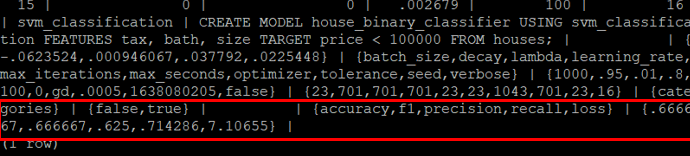 15 | 0 | 0 | .002679 | 100 | 16
| svm_classification | CREATE MODEL house_binary_classifier USING svm_classifica
tion FEATURES tax, bath, size TARGET price < 100000 FROM houses; | | {
-.0623524,.000946067,.037792,.0225448} | {batch_size,decay,lambda,learning_rate,
max_iterations,max_seconds,optimizer,tolerance,seed,verbose} | {1000,.95,.01,.8,
100,0,gd,.0005,1638080205,false} | {23,701,701,701,23,23,1043,701,23,16} | {cate
gories} | {false,true} | | {accuracy,f1,precision,recall,loss} | {.6666
67,.666667,.625,.714286,7.10655} |
(1 row)